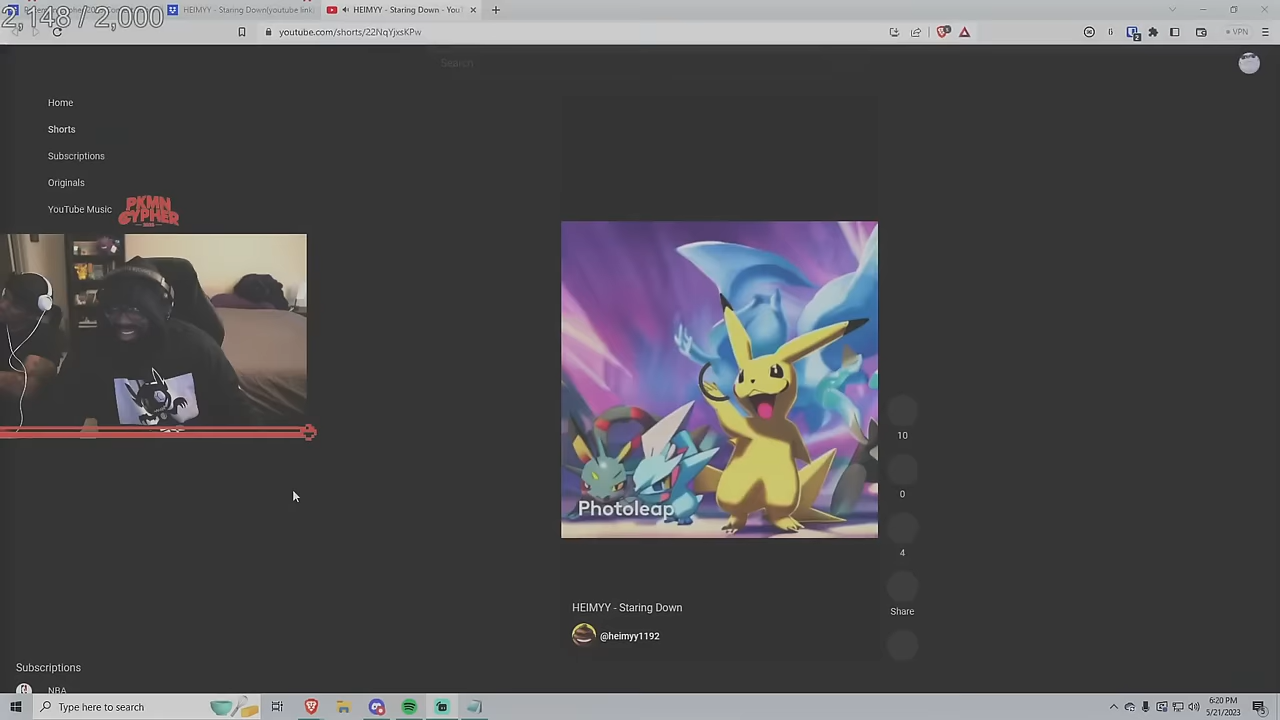 2,148 / 2,000
HEIMYY - Staring Down(youtube link)
HEIMYY - Staring Down - You
youtube.com/shorts/22NqYjxsKPw
VPN
Search
Home
Shorts
Subscriptions
Originals
YouTube Music
PKMN
CYPHER
Photoleap
10
0
4
Share
HEIMYY - Staring Down
@heimyy1192
Subscriptions
NBA
Type here to search
6:20 PM
5/21/2023